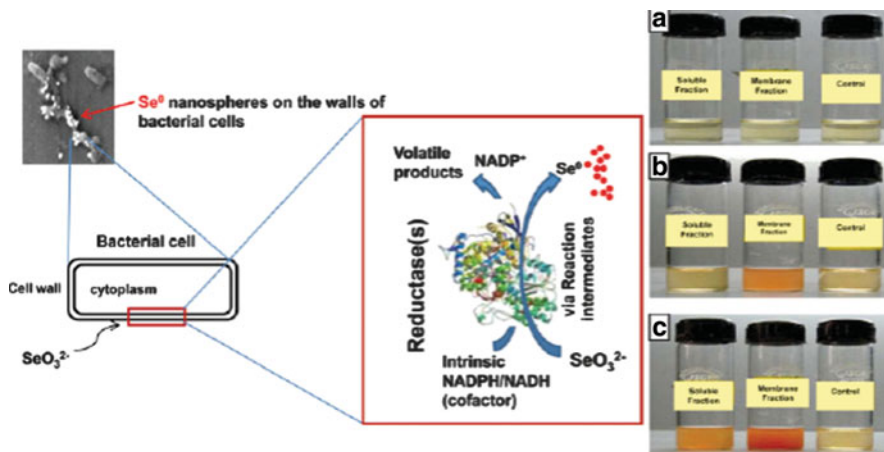 Se⁰ nanospheres on the walls of
bacterial cells
Bacterial cell
Cell wall
cytoplasm
SeO₃²⁻
Volatile
products
NADP⁺
Se⁰
Reductase(s)
via Reaction
intermediates
Intrinsic
NADPH/NADH
(cofactor)
SeO₃²⁻
a
Soluble
Fraction
Membrane
Fraction
Control
b
Soluble
Fraction
Membrane
Fraction
Control
c
Soluble
Fraction
Membrane
Fraction
Control